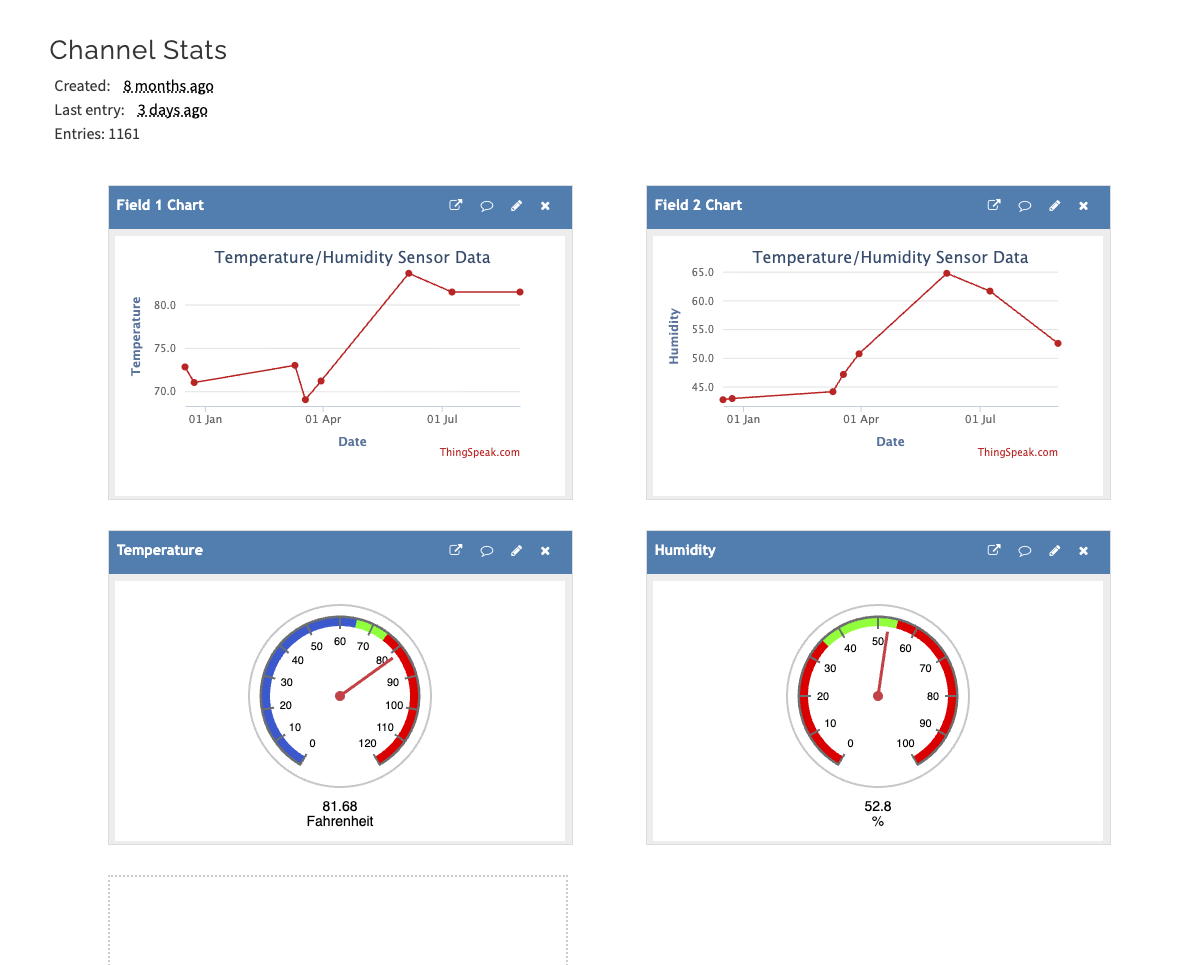 Channel Stats
Created: 8 months ago
Last entry: 3 days ago
Entries: 1161
Field 1 Chart
Temperature/Humidity Sensor Data
Temperature
80.0
75.0
70.0
01 Jan 01 Apr 01 Jul
Date
ThingSpeak.com
Field 2 Chart
Temperature/Humidity Sensor Data
Humidity
65.0
60.0
55.0
50.0
45.0
01 Jan 01 Apr 01 Jul
Date
ThingSpeak.com
Temperature
0 10 20 30 40 50 60 70 80 90 100 110 120
81.68
Fahrenheit
Humidity
0 10 20 30 40 50 60 70 80 90 100
52.8
%